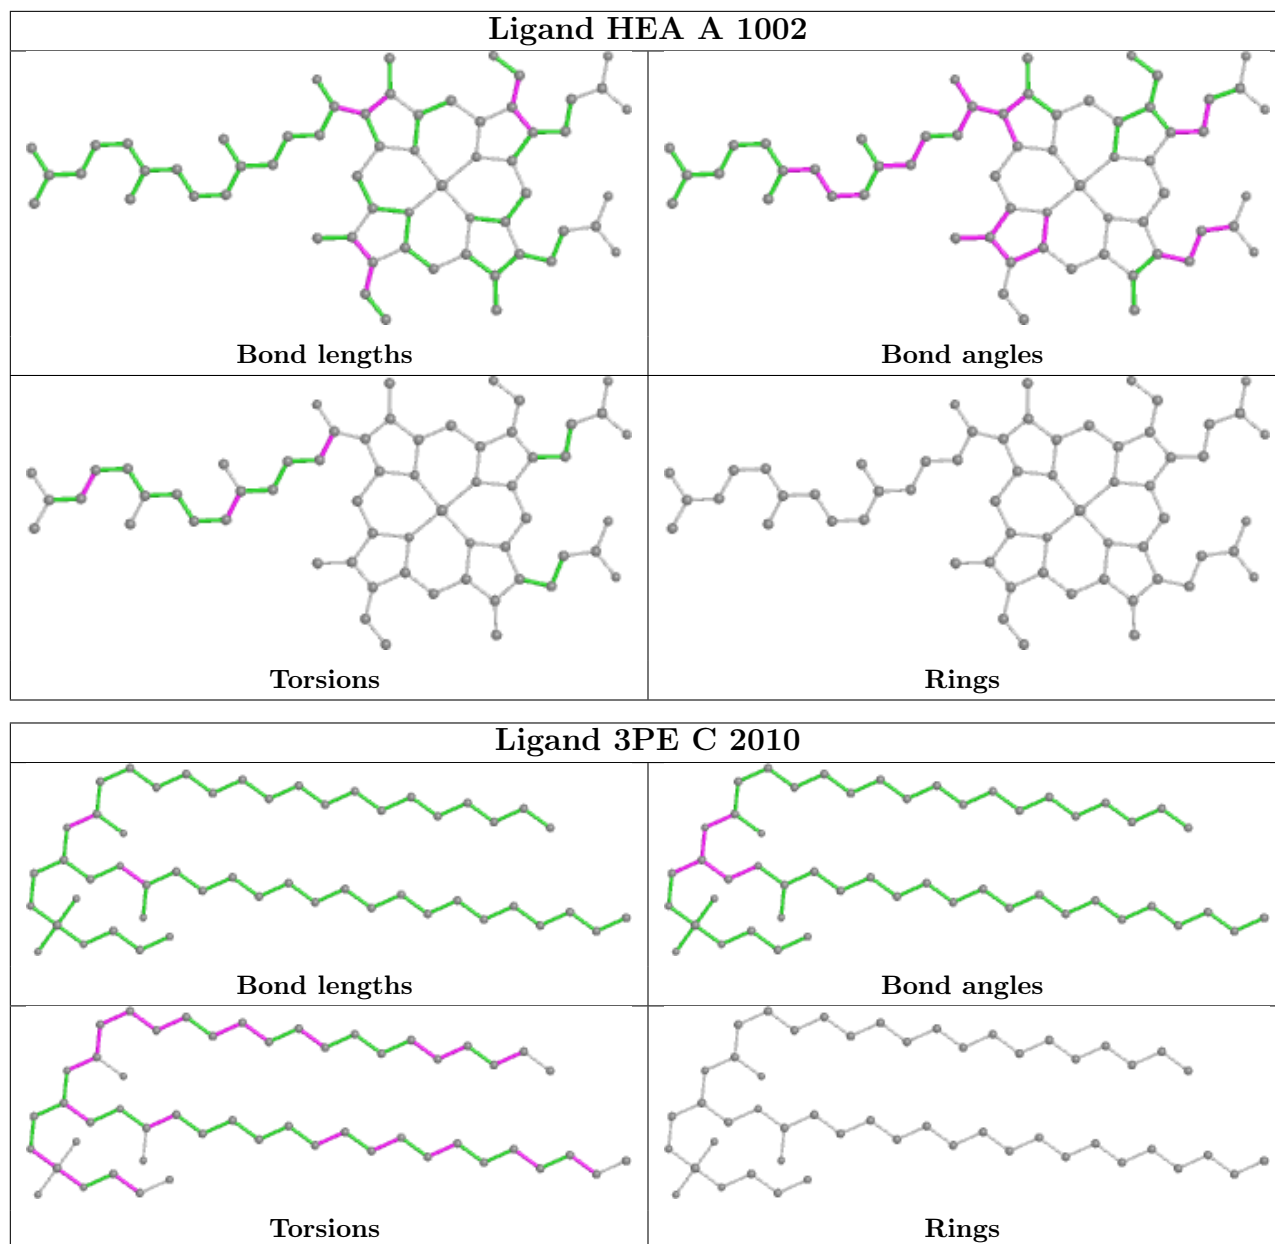 Ligand HEA A 1002
Bond lengths
Bond angles
Torsions
Rings
Ligand 3PE C 2010
Bond lengths
Bond angles
Torsions
Rings